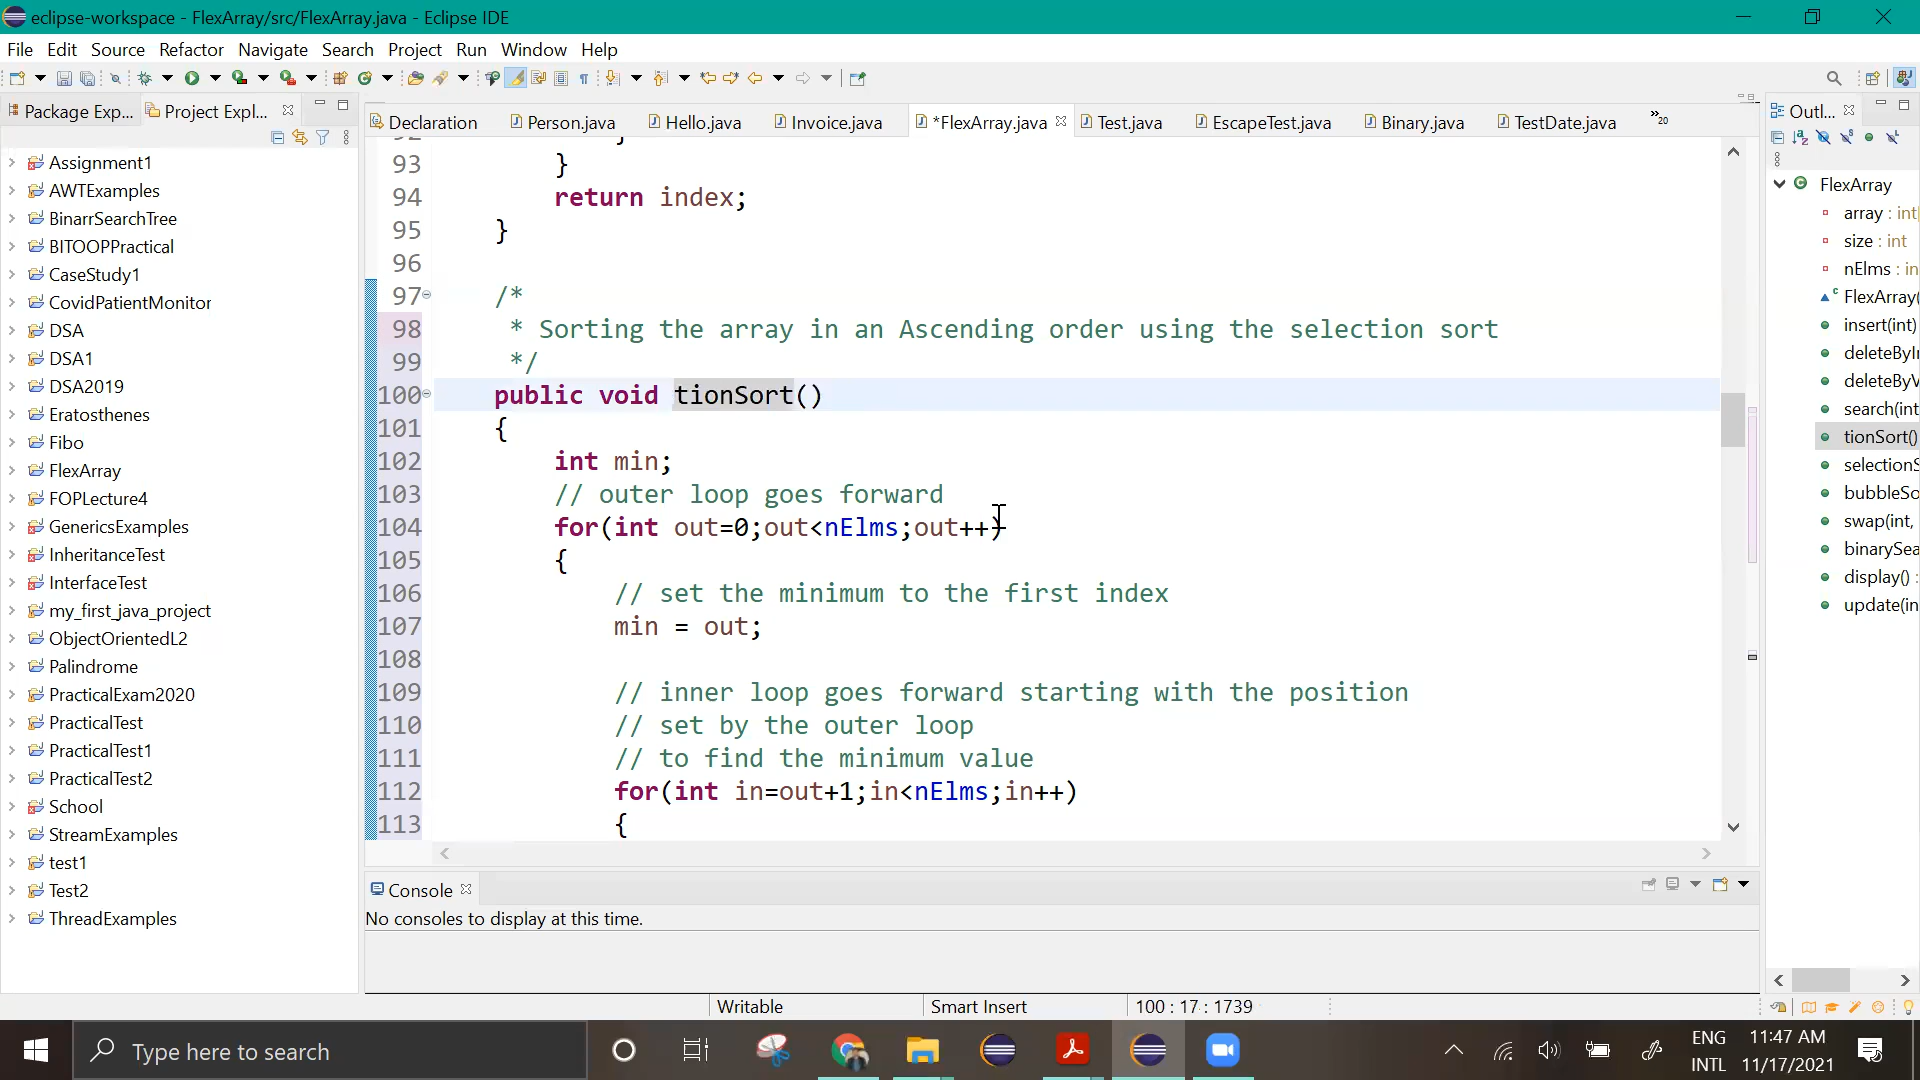 eclipse-workspace - FlexArray/src/FlexArray.java - Eclipse IDE
File Edit Source Refactor Navigate Search Project Run Window Help
Package Exp... Project Expl...
Declaration Person.java Hello.java Invoice.java *FlexArray.java Test.java EscapeTest.java Binary.java TestDate.java »20
Outl...
Assignment1
AWTExamples
BinarrSearchTree
BITOOPPractical
CaseStudy1
CovidPatientMonitor
DSA
DSA1
DSA2019
Eratosthenes
Fibo
FlexArray
FOPLecture4
GenericsExamples
InheritanceTest
InterfaceTest
my_first_java_project
ObjectOrientedL2
Palindrome
PracticalExam2020
PracticalTest
PracticalTest1
PracticalTest2
School
StreamExamples
test1
Test2
ThreadExamples
93 }
94 return index;
95 }
96
97 /*
98 * Sorting the array in an Ascending order using the selection sort
99 */
100 public void tionSort()
101 {
102 int min;
103 // outer loop goes forward
104 for(int out=0;out<nElms;out++)
105 {
106 // set the minimum to the first index
107 min = out;
108
109 // inner loop goes forward starting with the position
110 // set by the outer loop
111 // to find the minimum value
112 for(int in=out+1;in<nElms;in++)
113 {
FlexArray
array : int
size : int
nElms : in
FlexArray(
insert(int)
deleteByI
deleteByV
search(int
tionSort()
selectionS
bubbleSo
swap(int,
binarySea
display() :
update(in
Console
No consoles to display at this time.
Writable Smart Insert 100 : 17 : 1739
Type here to search
ENG
INTL
11:47 AM
11/17/2021